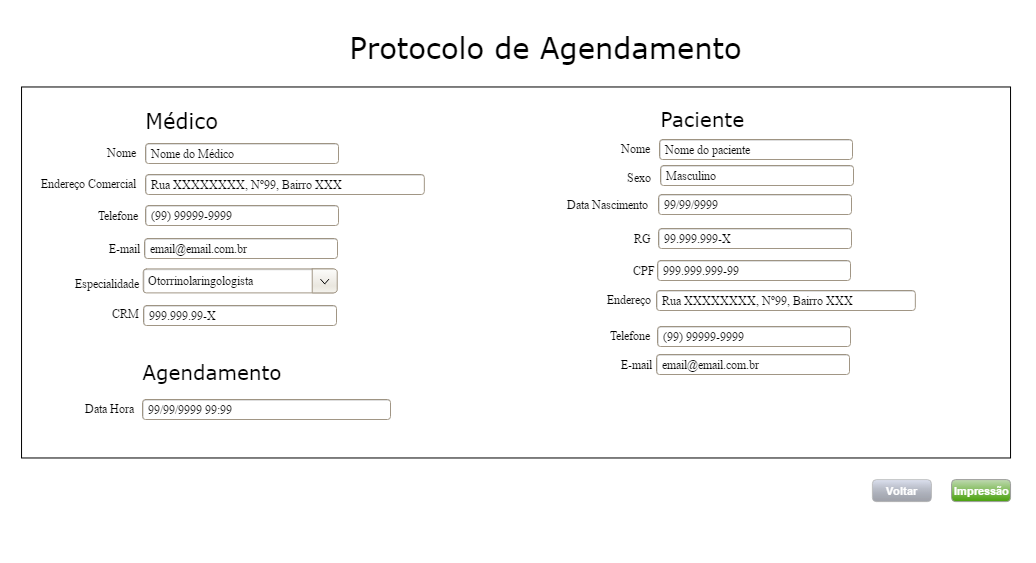 Protocolo de Agendamento
Médico
Nome Nome do Médico
Endereço Comercial Rua XXXXXXXX, Nº99, Bairro XXX
Telefone (99) 99999-9999
E-mail email@email.com.br
Especialidade Otorrinolaringologista
CRM 999.999.99-X
Agendamento
Data Hora 99/99/9999 99:99
Paciente
Nome Nome do paciente
Sexo Masculino
Data Nascimento 99/99/9999
RG 99.999.999-X
CPF 999.999.999-99
Endereço Rua XXXXXXXX, Nº99, Bairro XXX
Telefone (99) 99999-9999
E-mail email@email.com.br
Voltar Impressão